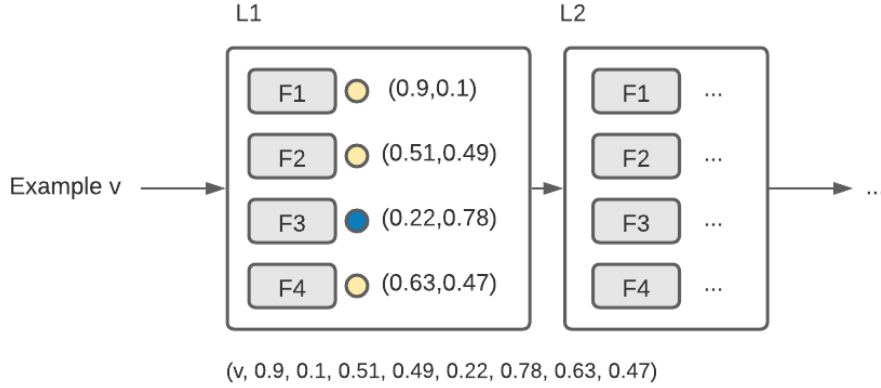 L1 L2
F1 (0.9,0.1) F1 ...
F2 (0.51,0.49) F2 ...
Example v ...
F3 (0.22,0.78) F3 ...
F4 (0.63,0.47) F4 ...
(v, 0.9, 0.1, 0.51, 0.49, 0.22, 0.78, 0.63, 0.47)